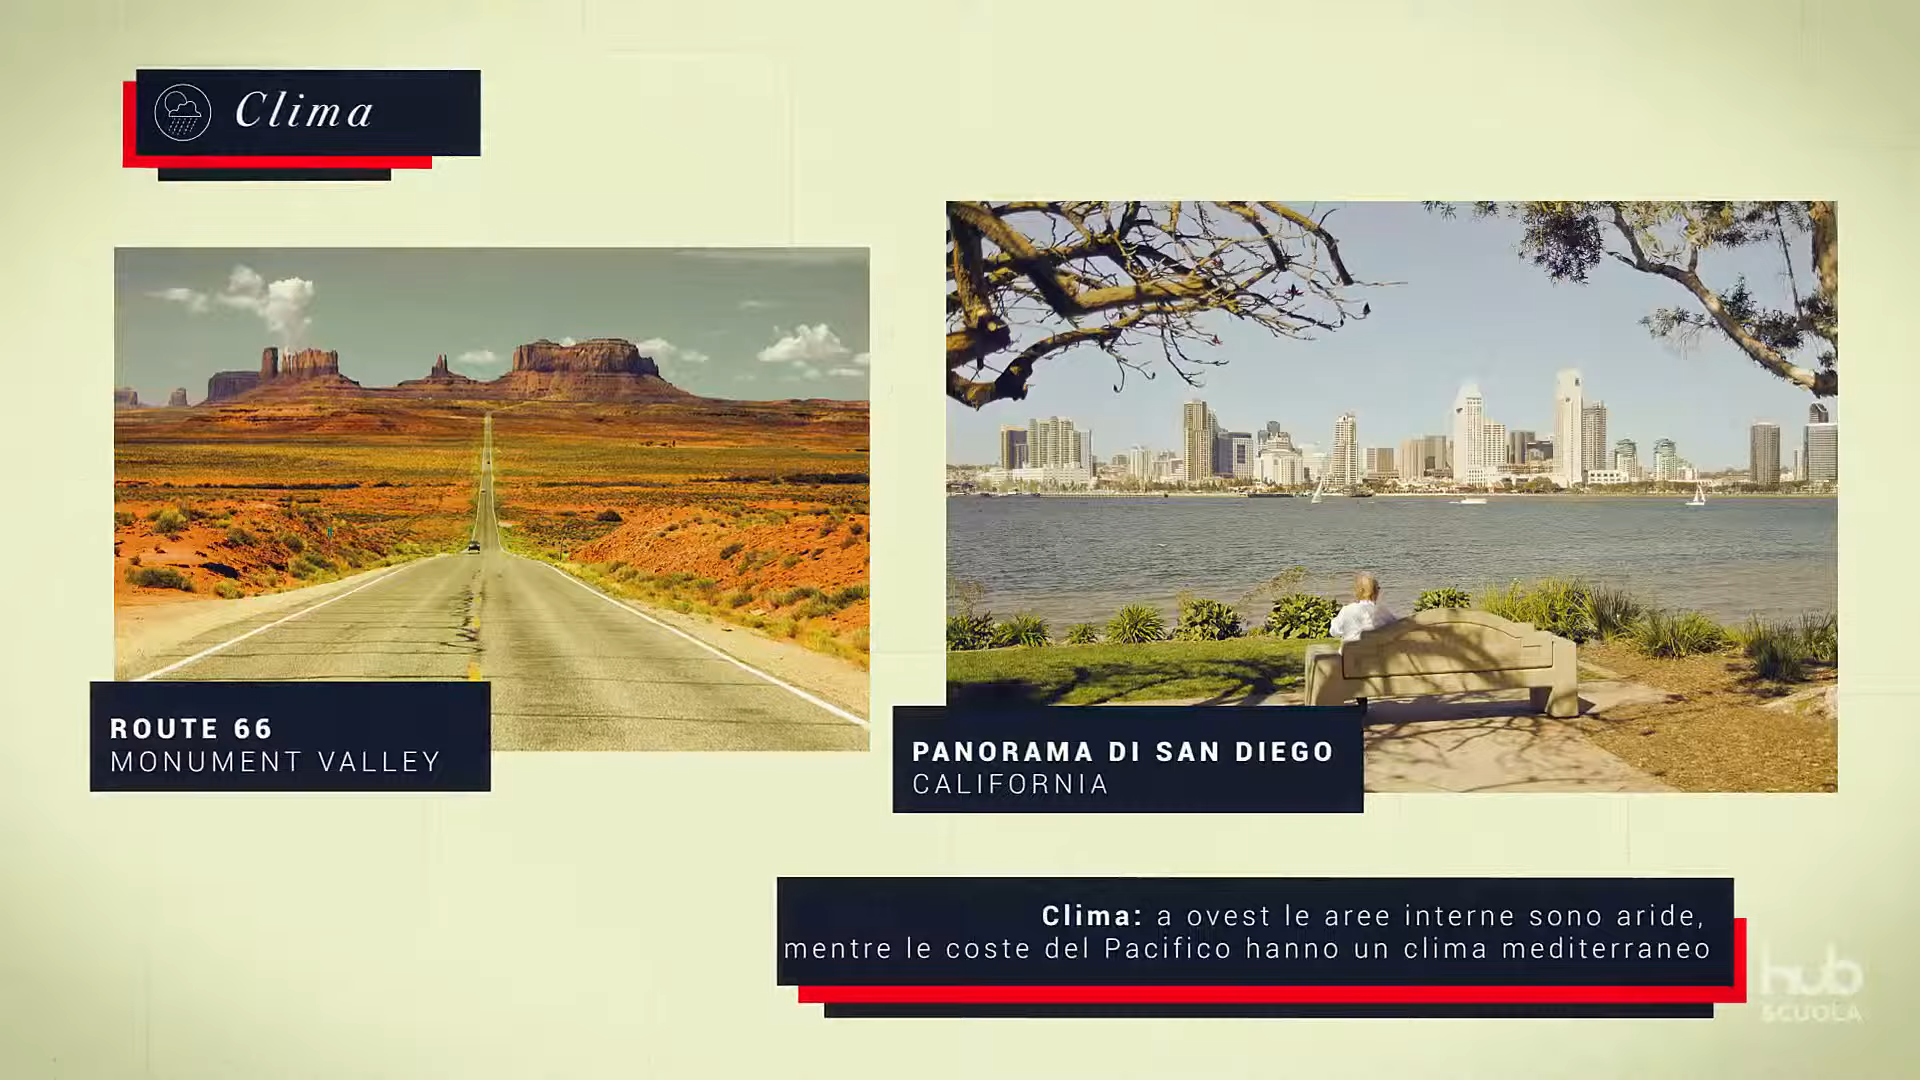 Clima
ROUTE 66
MONUMENT VALLEY
PANORAMA DI SAN DIEGO
CALIFORNIA
Clima: a ovest le aree interne sono aride,
mentre le coste del Pacifico hanno un clima mediterraneo
hub
SCUOLA